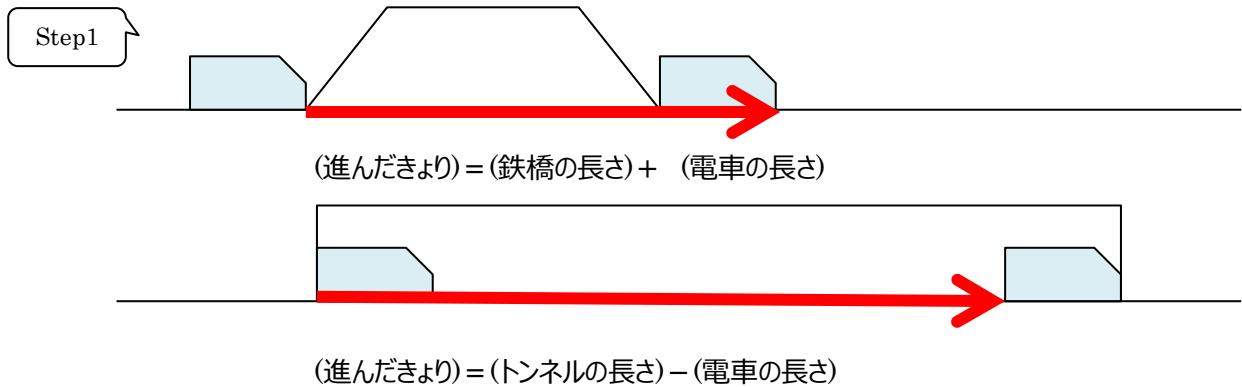 Step1
(進んだきょり)=(鉄橋の長さ)+ (電車の長さ)
(進んだきょり)=(トンネルの長さ)−(電車の長さ)